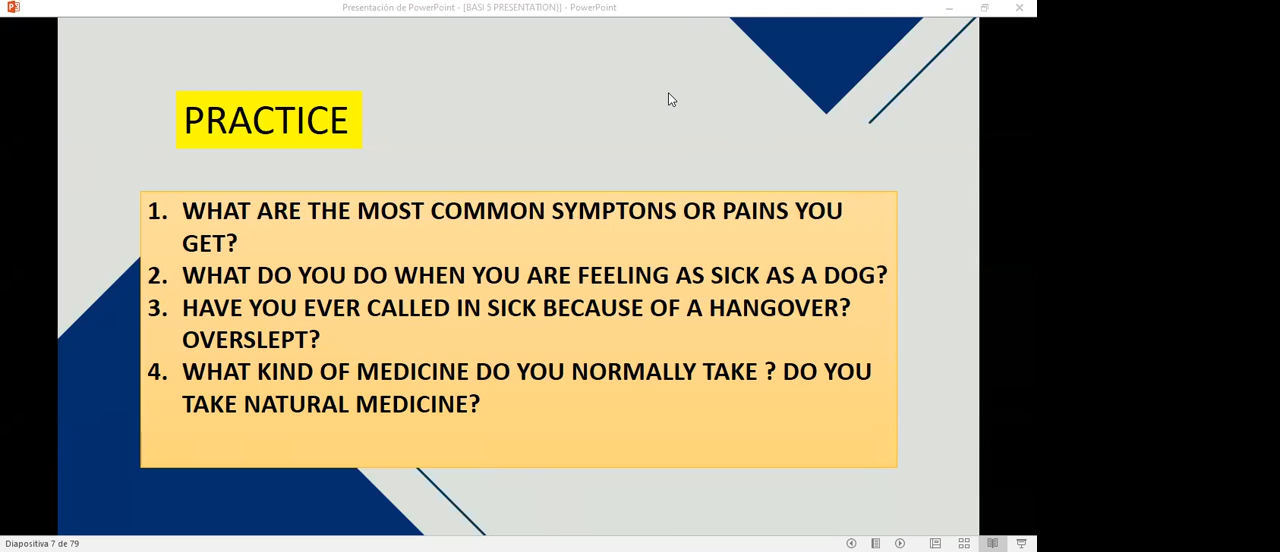 Presentación de PowerPoint - [BASI 5 PRESENTATION)] - PowerPoint
PRACTICE
1. WHAT ARE THE MOST COMMON SYMPTONS OR PAINS YOU
GET?
2. WHAT DO YOU DO WHEN YOU ARE FEELING AS SICK AS A DOG?
3. HAVE YOU EVER CALLED IN SICK BECAUSE OF A HANGOVER?
OVERSLEPT?
4. WHAT KIND OF MEDICINE DO YOU NORMALLY TAKE ? DO YOU
TAKE NATURAL MEDICINE?
Diapositiva 7 de 79